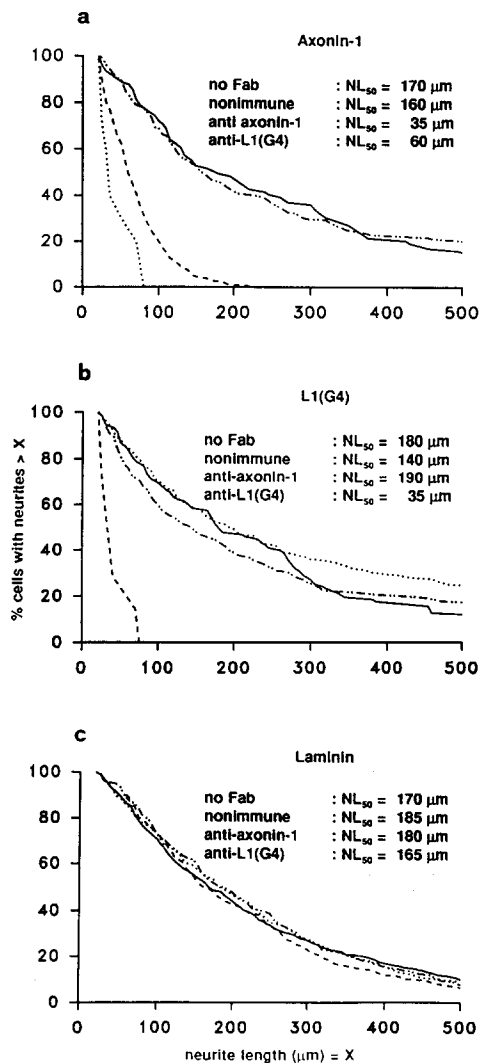 a
Axonin-1
100
80
60
40
20
0
no Fab : NL50 = 170 μm
nonimmune : NL50 = 160 μm
anti axonin-1 : NL50 = 35 μm
anti-L1(G4) : NL50 = 60 μm
0 100 200 300 400 500
b
L1(G4)
100
80
60
40
20
0
no Fab : NL50 = 180 μm
nonimmune : NL50 = 140 μm
anti-axonin-1 : NL50 = 190 μm
anti-L1(G4) : NL50 = 35 μm
0 100 200 300 400 500
% cells with neurites > X
c
Laminin
100
80
60
40
20
0
no Fab : NL50 = 170 μm
nonimmune : NL50 = 185 μm
anti-axonin-1 : NL50 = 180 μm
anti-L1(G4) : NL50 = 165 μm
0 100 200 300 400 500
neurite length (μm) = X